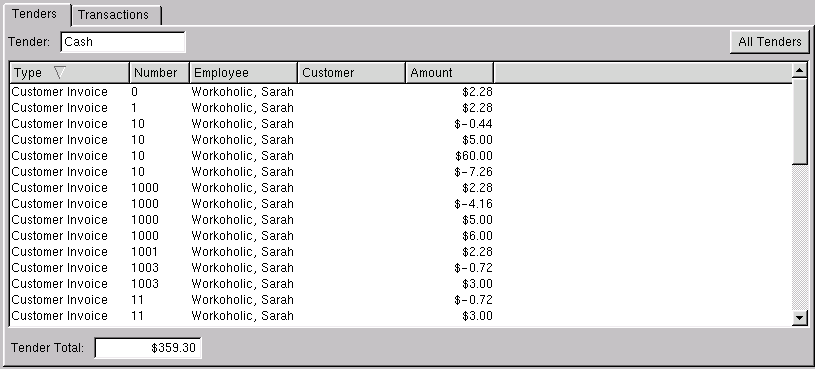 Tenders Transactions
Tender: Cash All Tenders
Type Number Employee Customer Amount
Customer Invoice 0 Workoholic, Sarah $2.28
Customer Invoice 1 Workoholic, Sarah $2.28
Customer Invoice 10 Workoholic, Sarah $-0.44
Customer Invoice 10 Workoholic, Sarah $5.00
Customer Invoice 10 Workoholic, Sarah $60.00
Customer Invoice 10 Workoholic, Sarah $-7.26
Customer Invoice 1000 Workoholic, Sarah $2.28
Customer Invoice 1000 Workoholic, Sarah $-4.16
Customer Invoice 1000 Workoholic, Sarah $5.00
Customer Invoice 1000 Workoholic, Sarah $6.00
Customer Invoice 1001 Workoholic, Sarah $2.28
Customer Invoice 1003 Workoholic, Sarah $-0.72
Customer Invoice 1003 Workoholic, Sarah $3.00
Customer Invoice 11 Workoholic, Sarah $-0.72
Customer Invoice 11 Workoholic, Sarah $3.00
Tender Total: $359.30